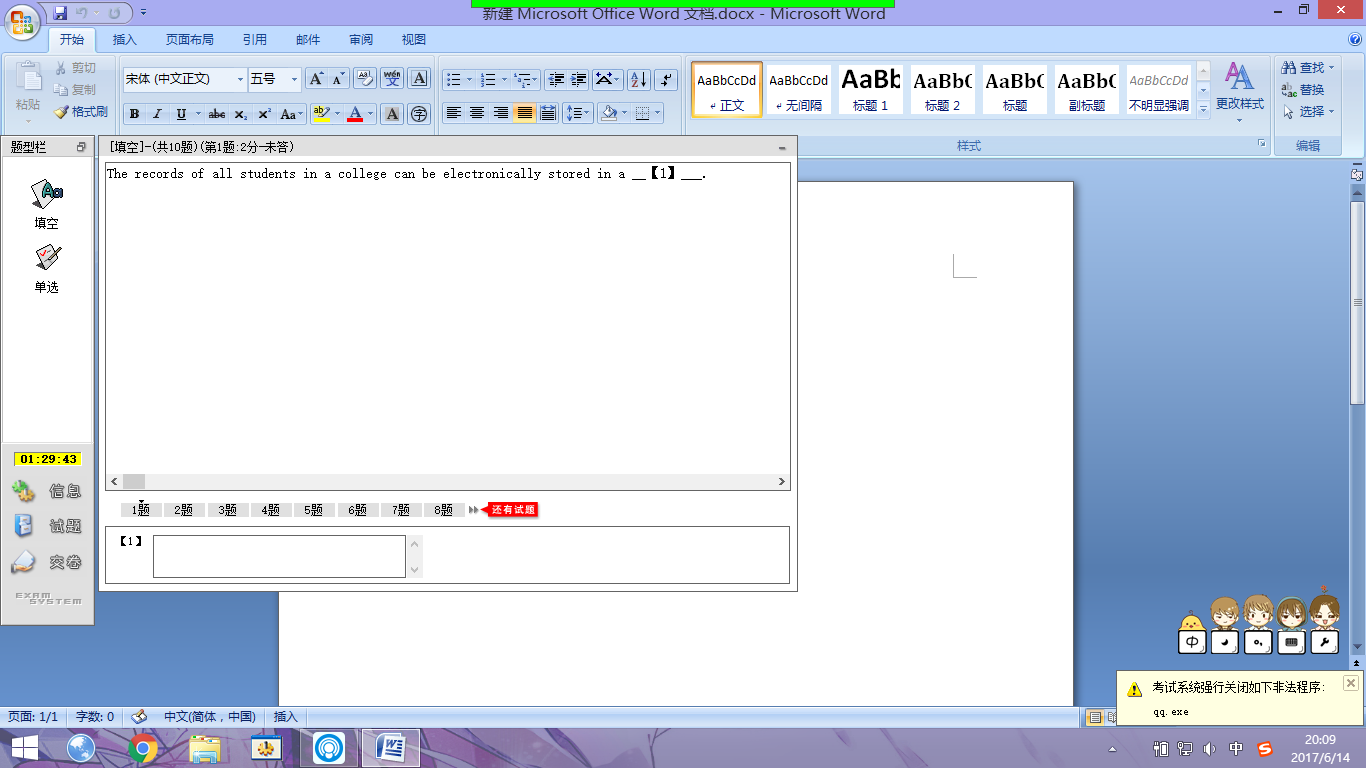 新建 Microsoft Office Word 文档.docx - Microsoft Word
开始 插入 页面布局 引用 邮件 审阅 视图
粘贴 剪切 复制 格式刷
宋体 (中文正文) 五号
AaBbCcDd AaBbCcDd AaBb AaBbC AaBbC AaBbC AaBbCcDd
正文 无间隔 标题 1 标题 2 标题 副标题 不明显强调
更改样式
查找 替换 选择
样式 编辑
题型栏
填空
单选
01:29:43
信息
试题
交卷
EXAM SYSTEM
[填空]-(共10题)(第1题:2分-未答)
The records of all students in a college can be electronically stored in a __【1】___.
1题 2题 3题 4题 5题 6题 7题 8题 还有试题
【1】
中
考试系统强行关闭如下非法程序:
qq.exe
页面: 1/1 字数: 0 中文(简体，中国) 插入
中
20:09
2017/6/14